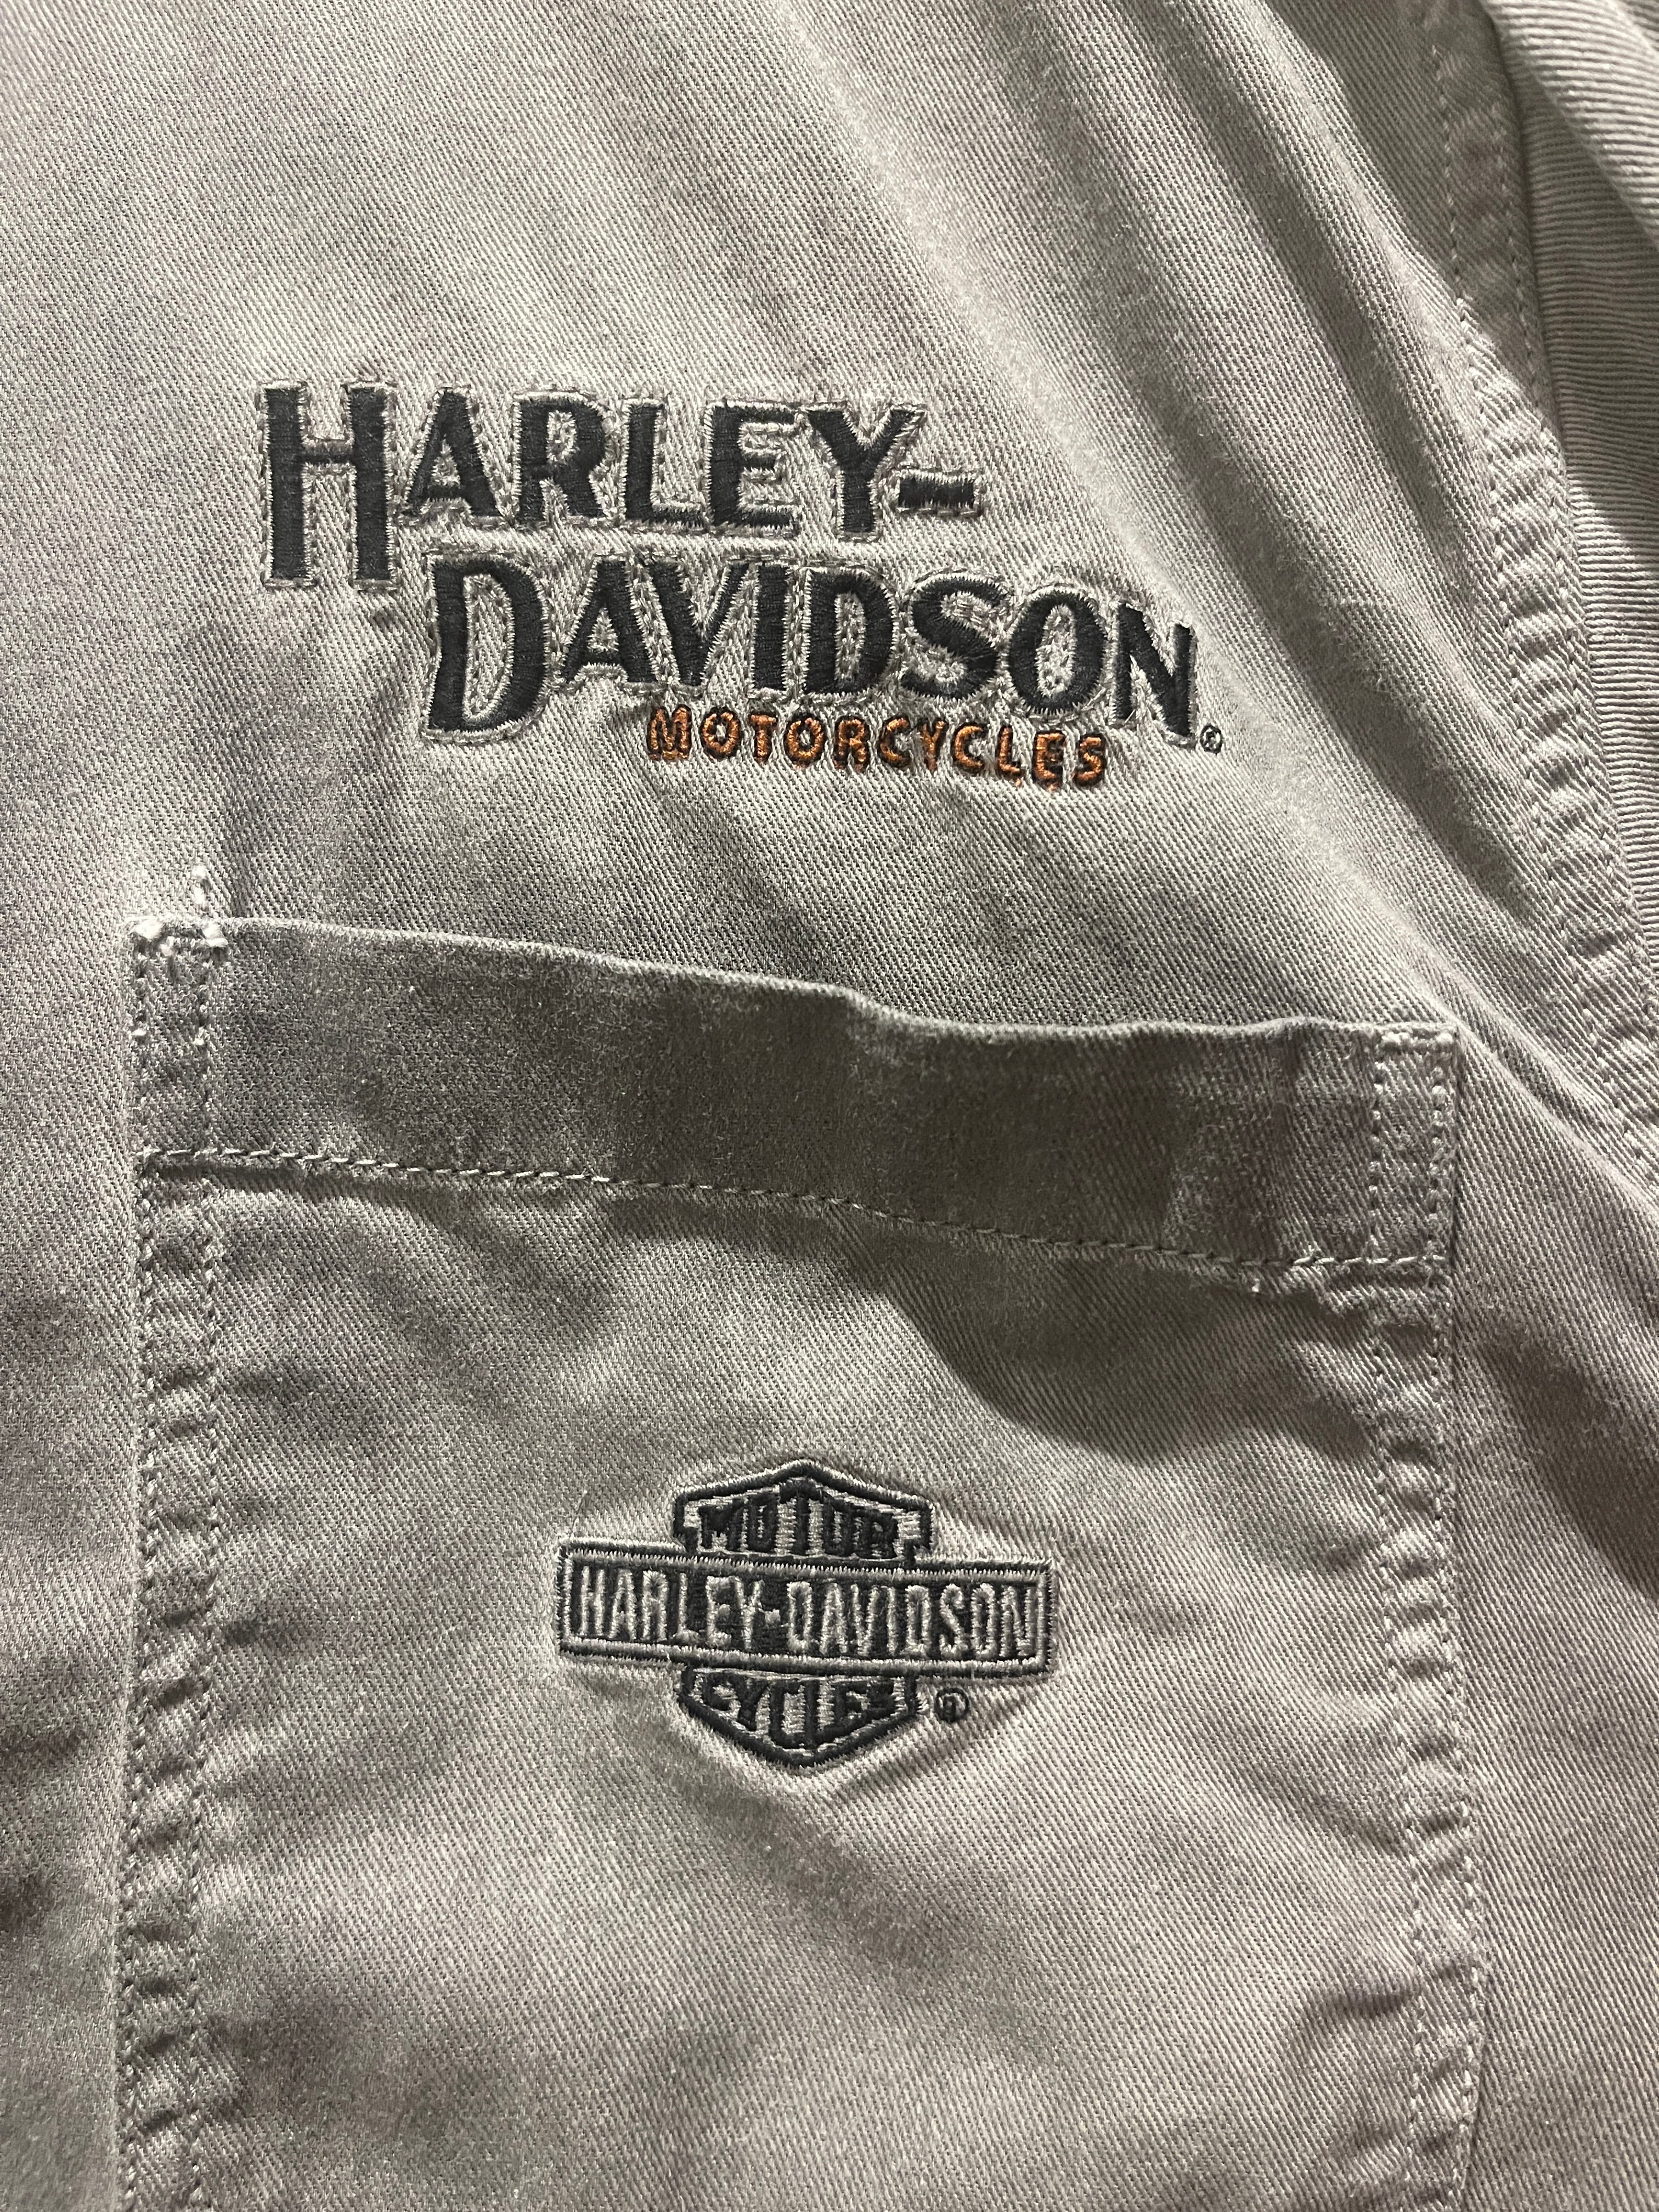 HARLEY-
DAVIDSON®
MOTORCYCLES
MOTOR
HARLEY-DAVIDSON
CYCLES®